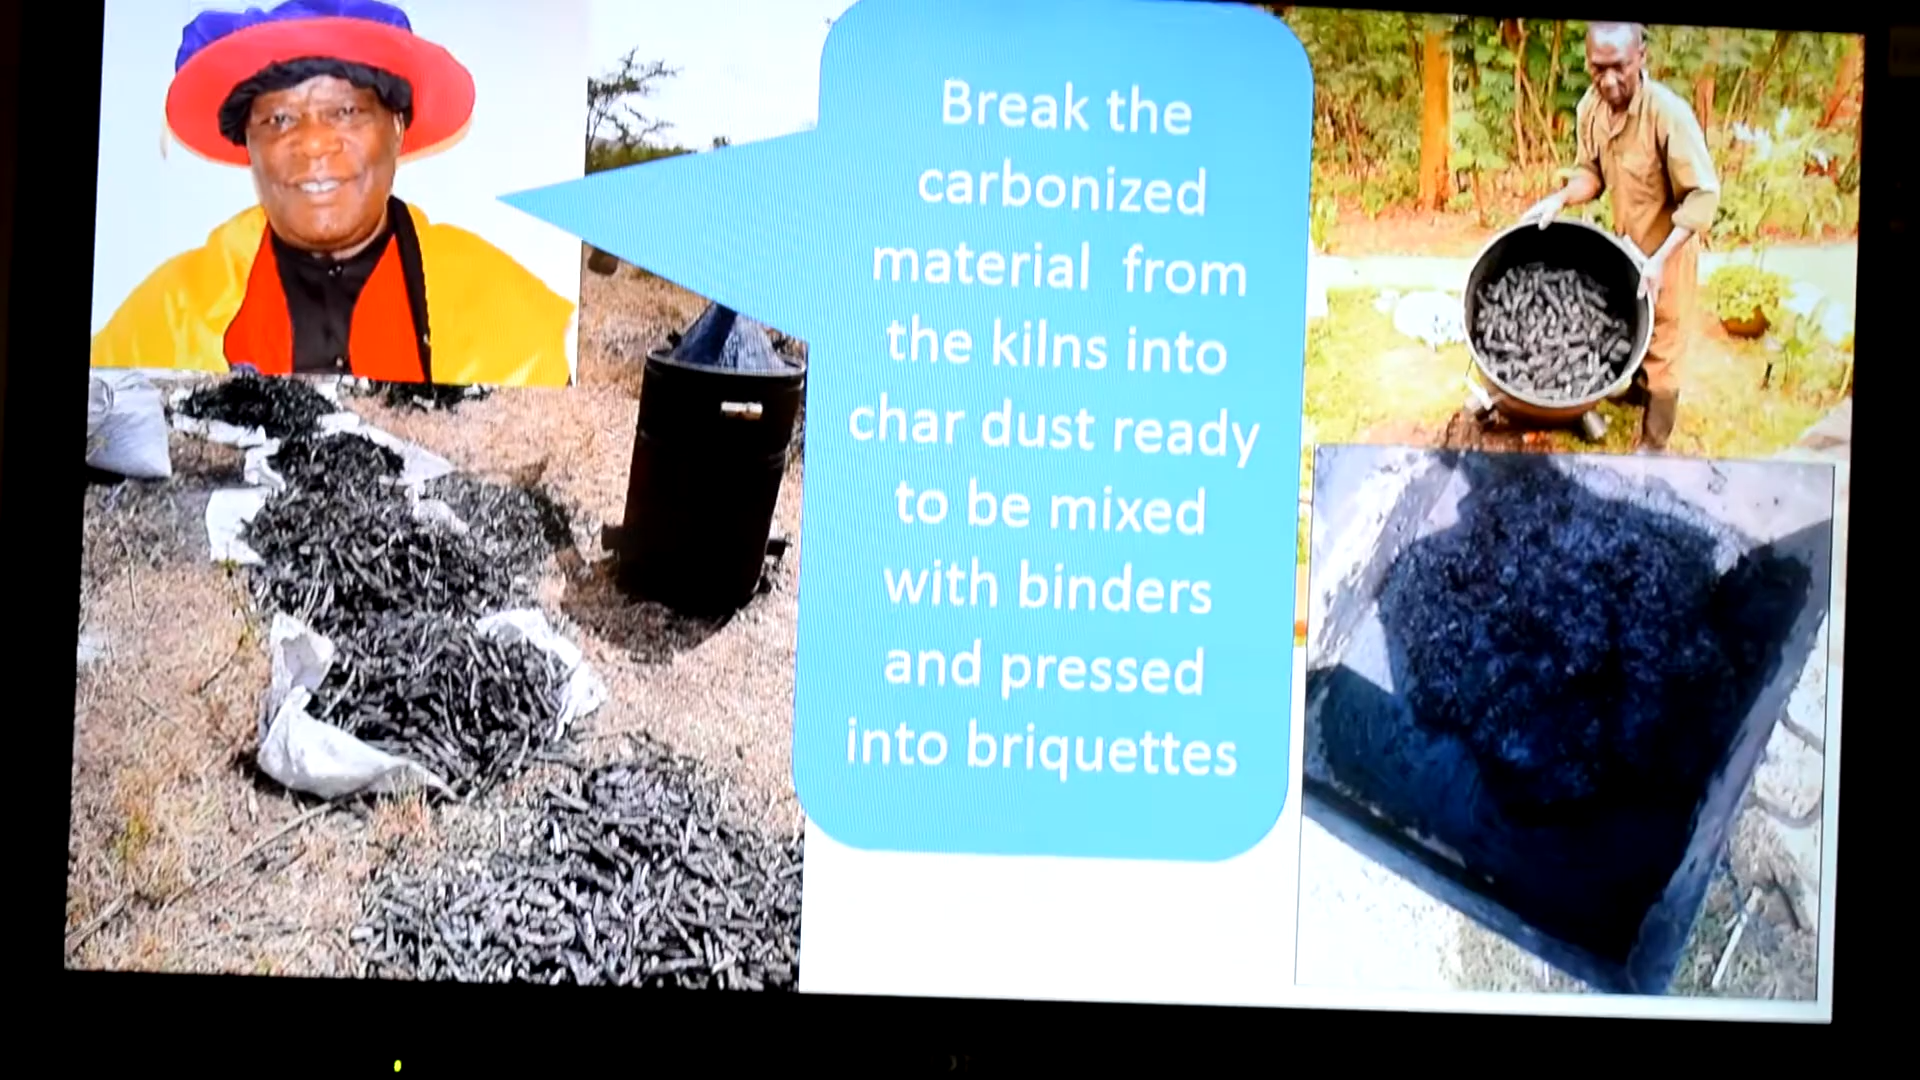 Break the
carbonized
material from
the kilns into
char dust ready
to be mixed
with binders
and pressed
into briquettes